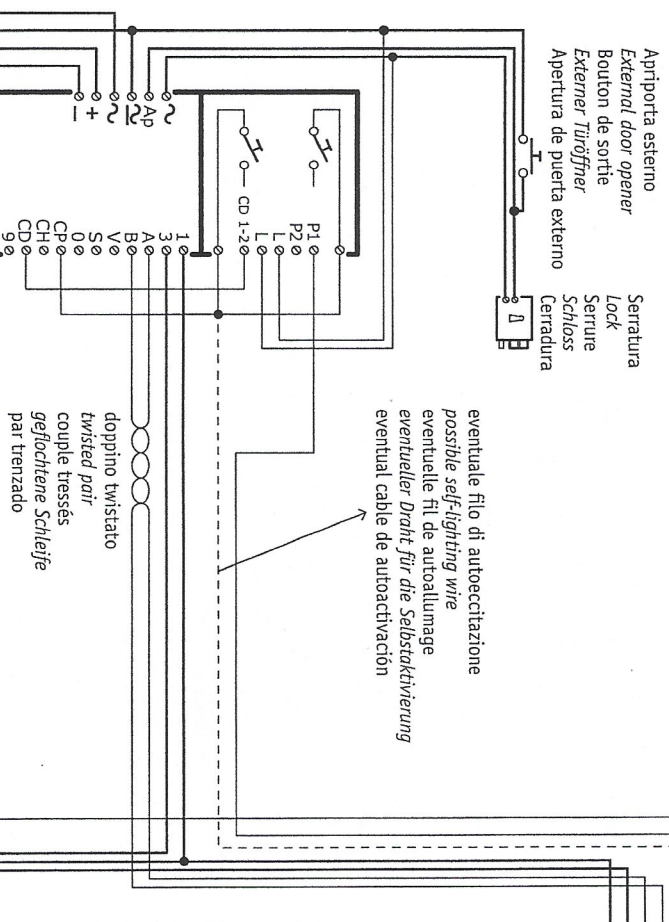 Apriporta esterno
External door opener
Bouton de sortie
Externer Türöffner
Apertura de puerta externo
Serratura
Lock
Serrure
Schloss
Cerradura
~
Ap
~
+
−
P1
P2
L
L
CD 1-2
1
3
A
B
V
S
0
CP
CH
CD
9
eventuale filo di autoeccitazione
possible self-lighting wire
eventuelle fil de autoallumage
eventueller Draht für die Selbstaktivierung
eventual cable de autoactivación
doppino twistato
twisted pair
couple tressés
geflochtene Schleife
par trenzado